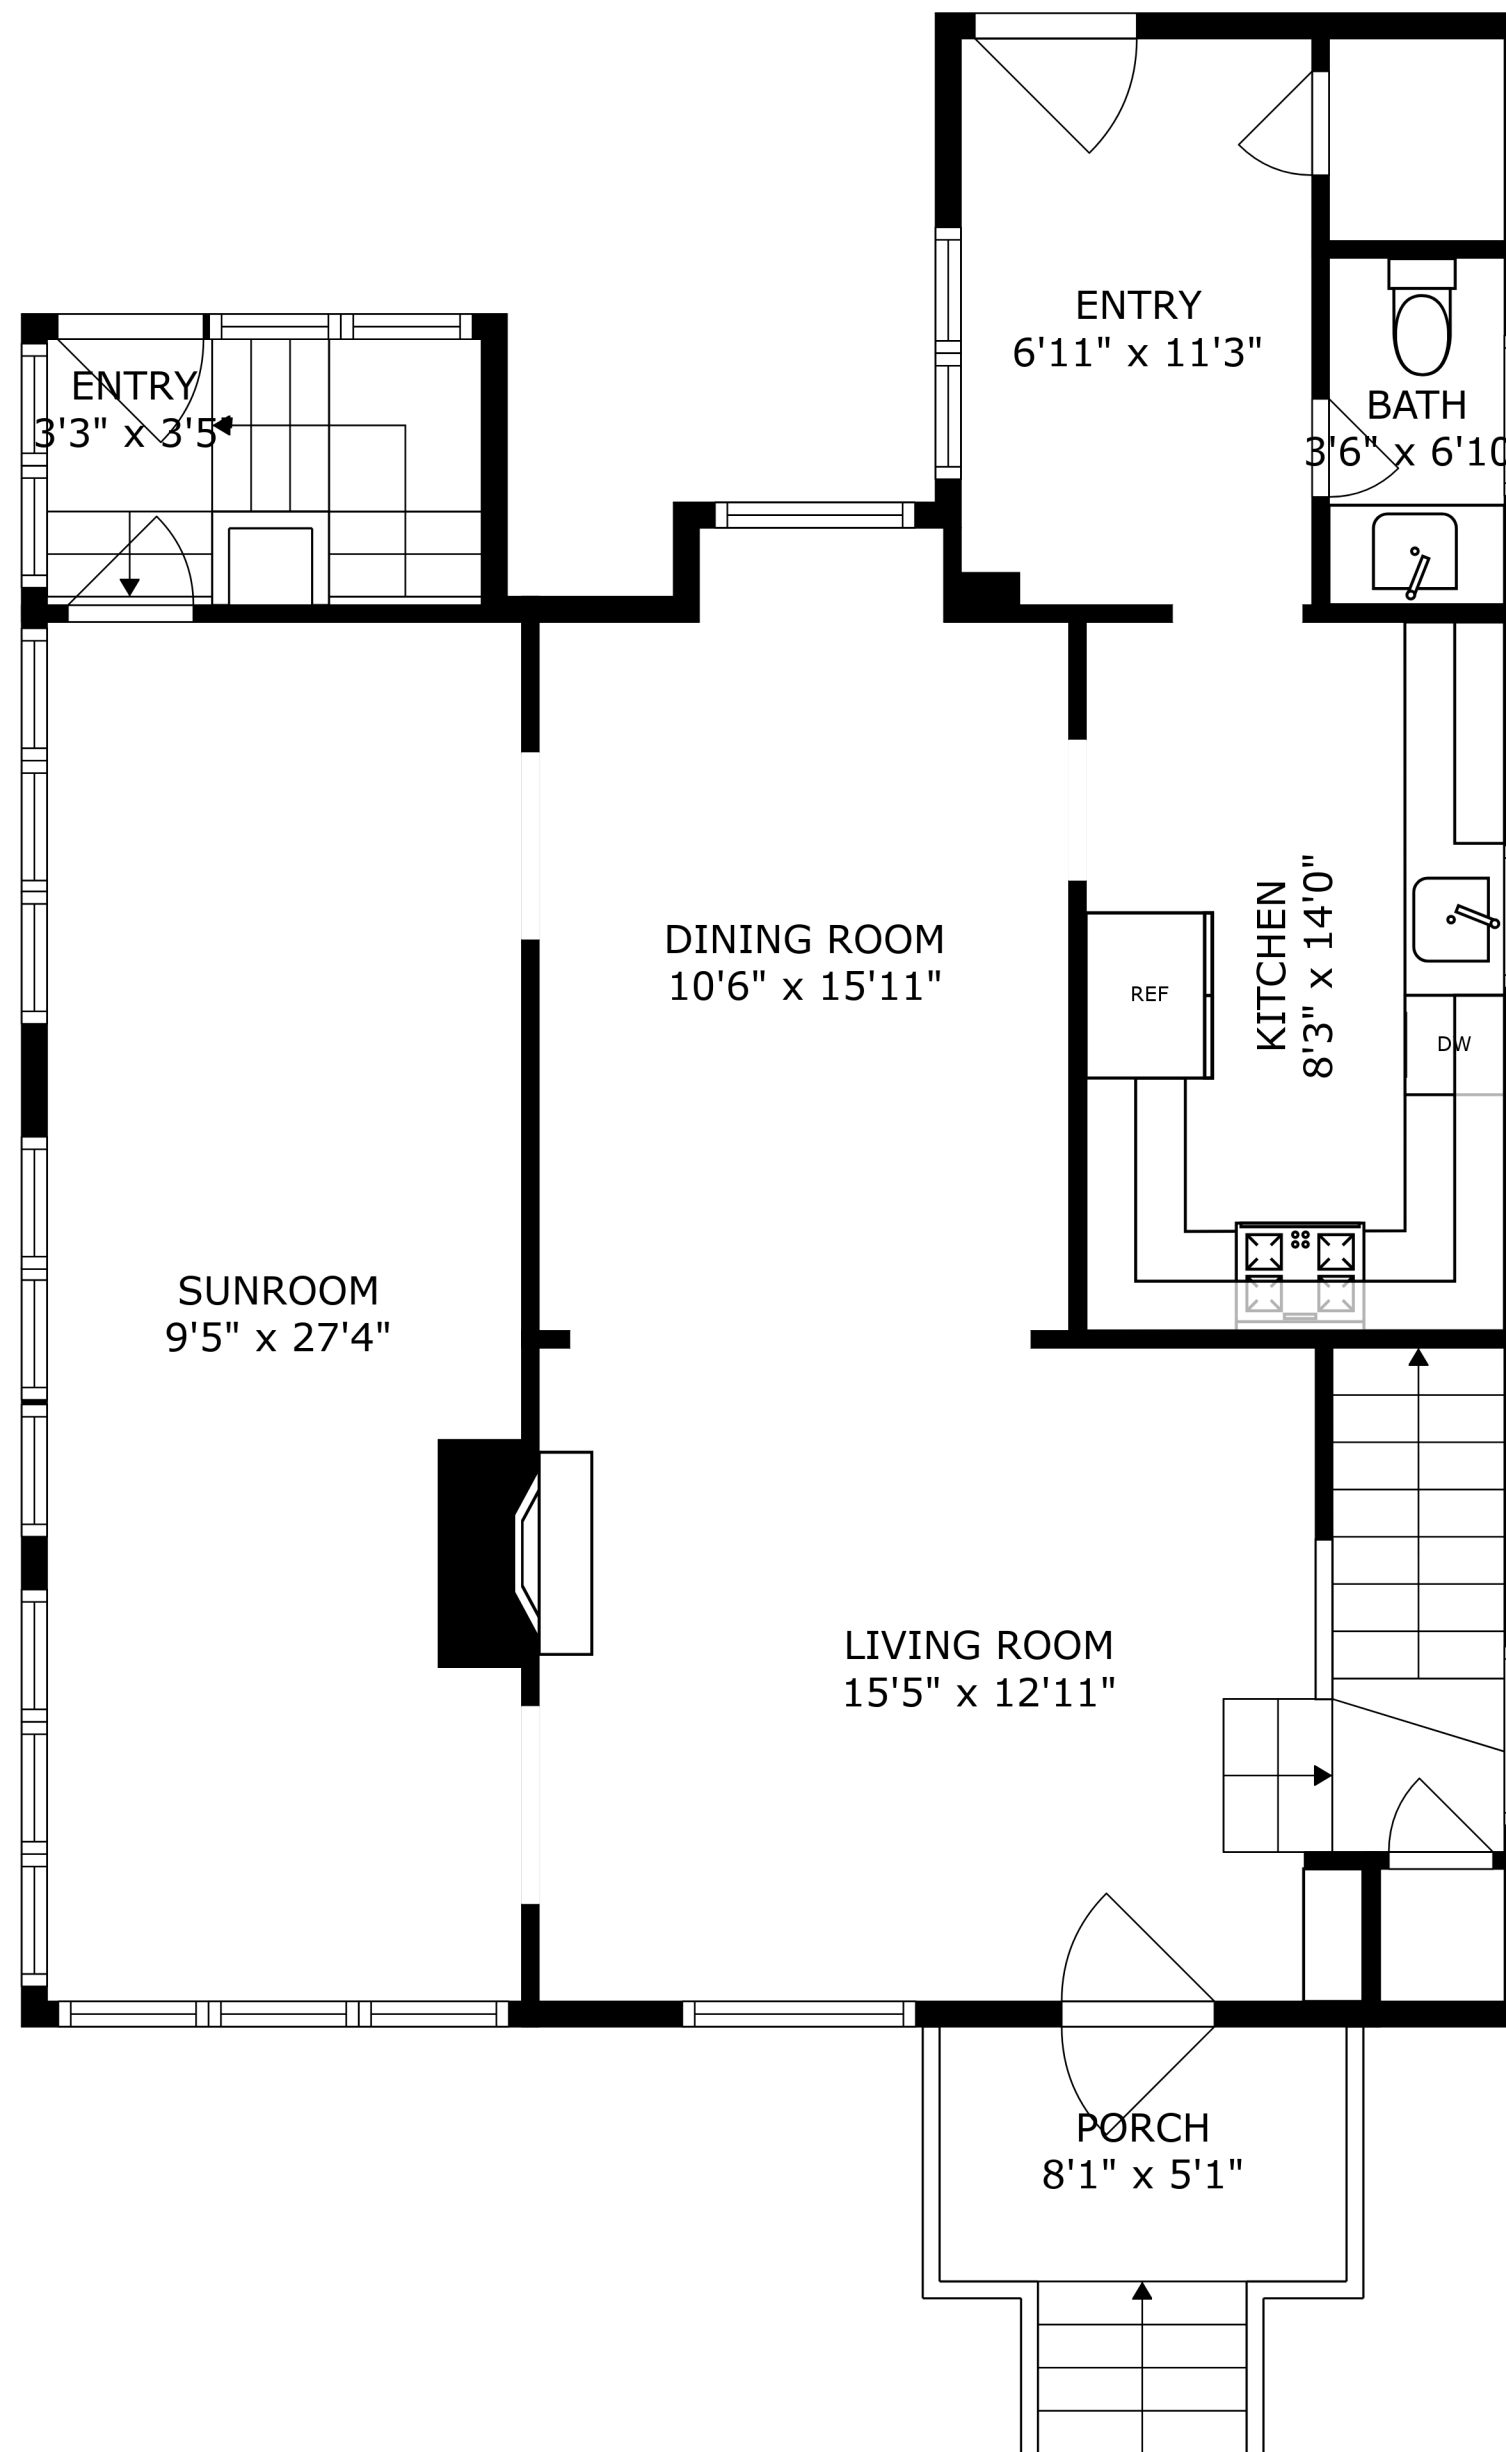 ENTRY
6'11" x 11'3"
ENTRY
3'3" x 3'5"
BATH
3'6" x 6'10
DINING ROOM
10'6" x 15'11"
KITCHEN
8'3" x 14'0"
REF
DW
SUNROOM
9'5" x 27'4"
LIVING ROOM
15'5" x 12'11"
PORCH
8'1" x 5'1"